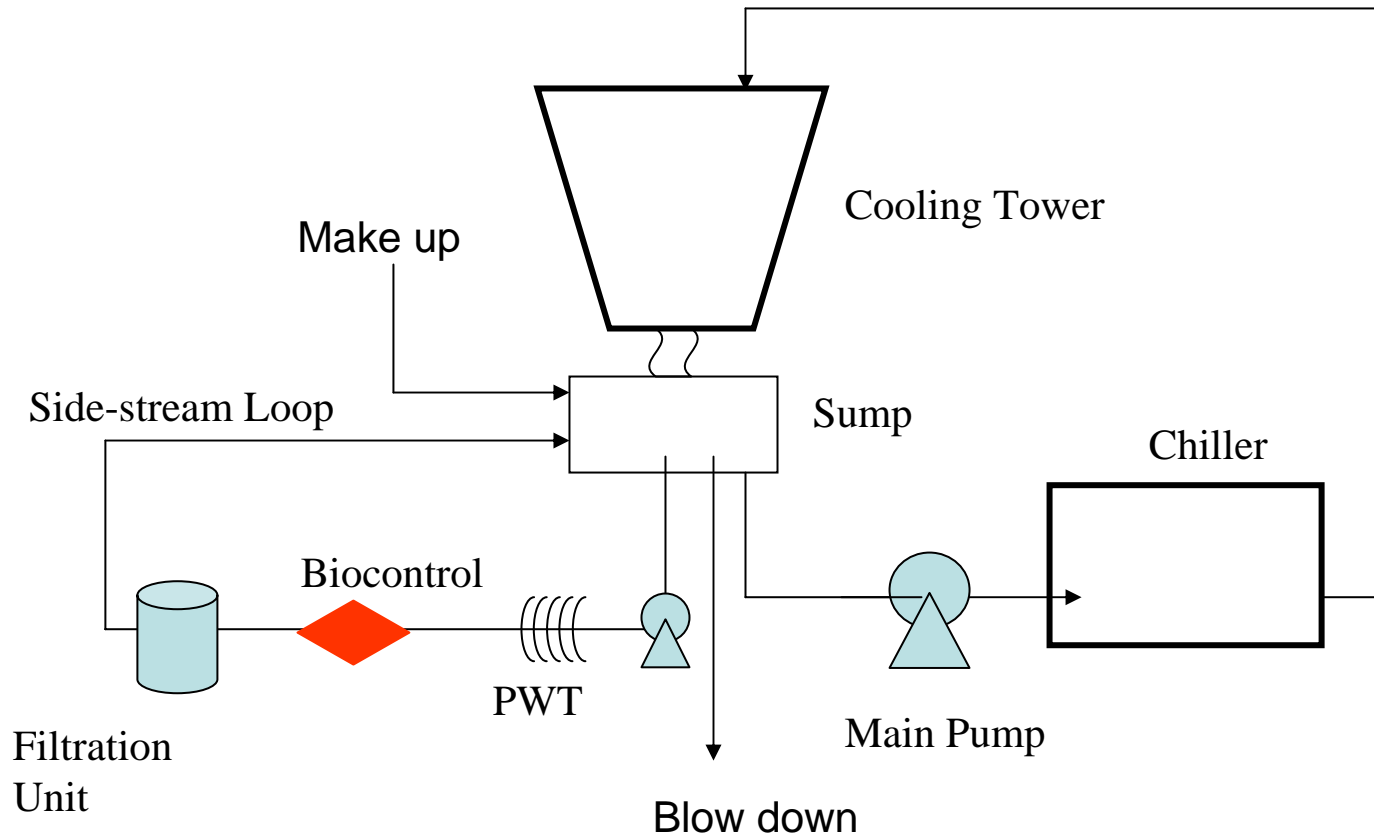 Cooling Tower
Make up
Side-stream Loop
Sump
Chiller
Biocontrol
PWT
Main Pump
Filtration
Unit
Blow down